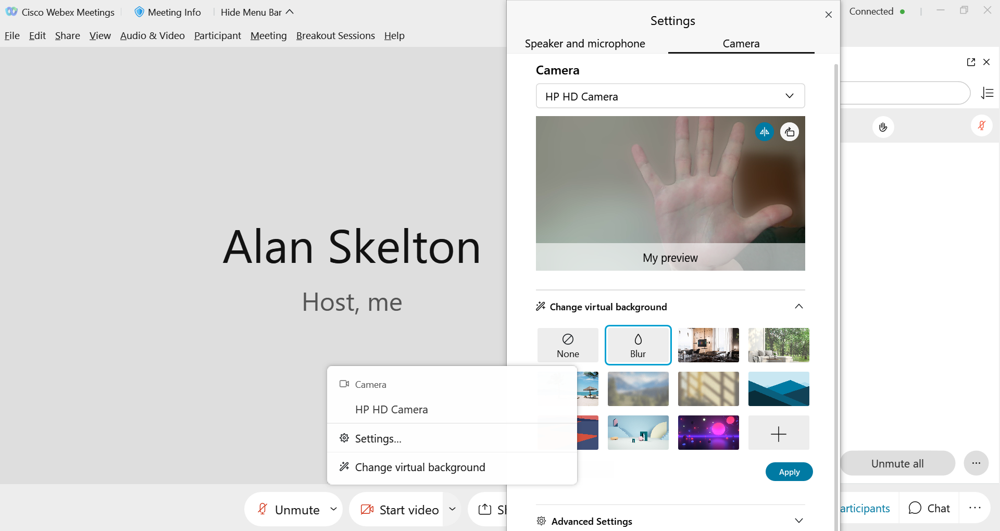 Cisco Webex Meetings
Meeting Info
Hide Menu Bar
Connected
File Edit Share View Audio & Video Participant Meeting Breakout Sessions Help
Settings
Speaker and microphone
Camera
Camera
HP HD Camera
My preview
Alan Skelton
Host, me
Change virtual background
None
Blur
Camera
HP HD Camera
Settings...
Change virtual background
Apply
Unmute all
Unmute
Start video
Sh
articipants
Chat
Advanced Settings